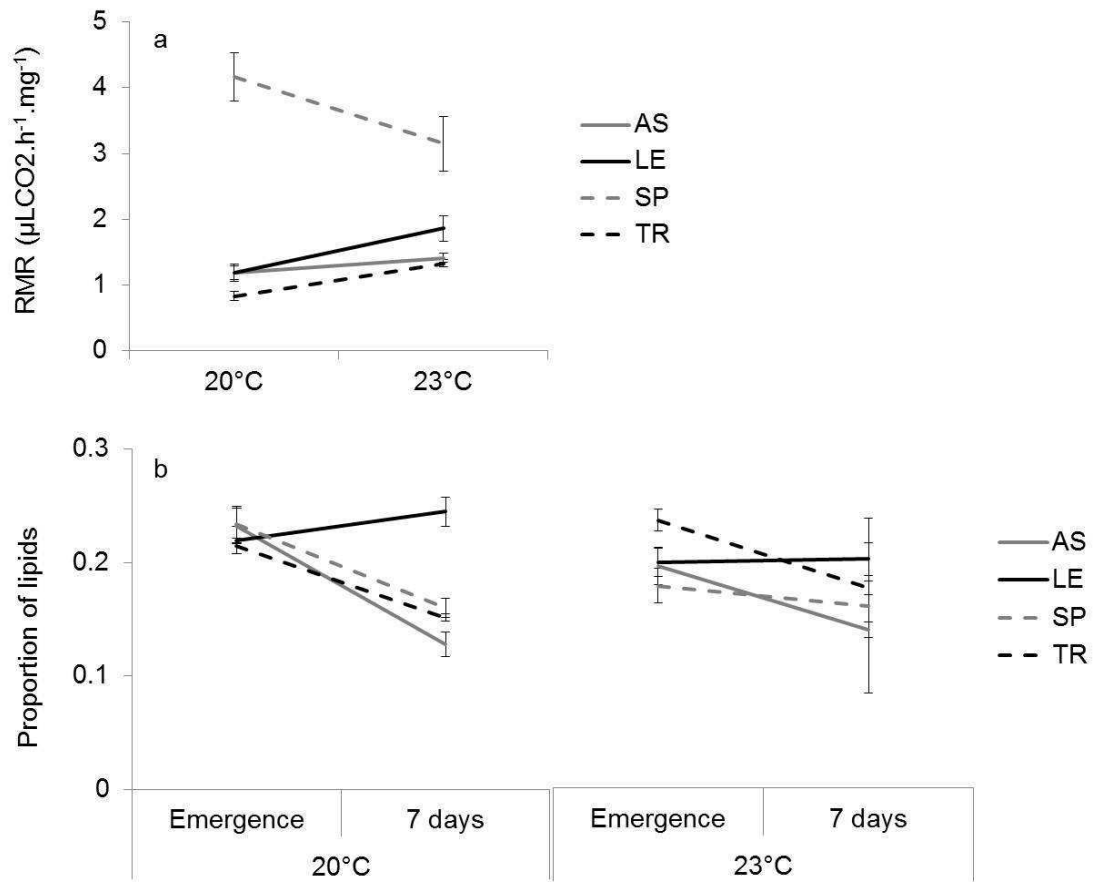 5
a
4
3
2
1
0
RMR (µLCO2.h⁻¹.mg⁻¹)
20°C 23°C
AS
LE
SP
TR
0.3
b
0.2
0.1
0
Proportion of lipids
Emergence 7 days Emergence 7 days
20°C 23°C
AS
LE
SP
TR